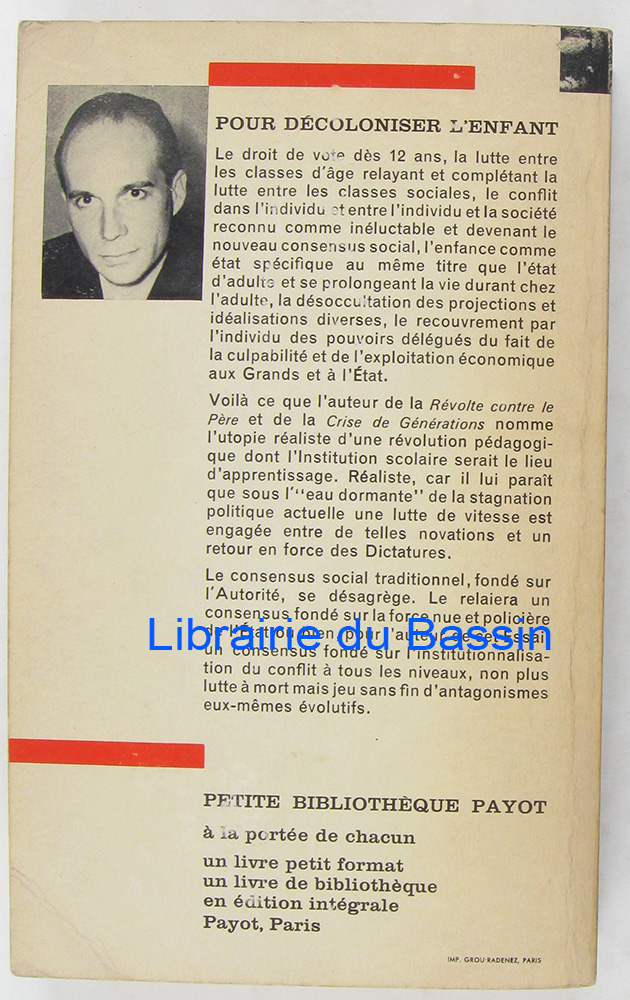 POUR DÉCOLONISER L'ENFANT
Le droit de vote dès 12 ans, la lutte entre
les classes d'âge relayant et complétant la
lutte entre les classes sociales, le conflit
dans l'individu et entre l'individu et la société
reconnu comme inéluctable et devenant le
nouveau consensus social, l'enfance comme
état spécifique au même titre que l'état
d'adulte et se prolongeant la vie durant chez
l'adulte, la désoccultation des projections et
idéalisations diverses, le recouvrement par
l'individu des pouvoirs délégués du fait de
la culpabilité et de l'exploitation économique
aux Grands et à l'État.
Voilà ce que l'auteur de la Révolte contre le
Père et de la Crise de Générations nomme
l'utopie réaliste d'une révolution pédagogi-
que dont l'Institution scolaire serait le lieu
d'apprentissage. Réaliste, car il lui paraît
que sous l'"eau dormante" de la stagnation
politique actuelle une lutte de vitesse est
engagée entre de telles novations et un
retour en force des Dictatures.
Le consensus social traditionnel, fondé sur
l'Autorité, se désagrège. Le relaiera un
consensus fondé sur la force nue et policière
de l'État ou bien, pour l'auteur de cet Essai,
Librairie du Bassin
un consensus fondé sur l'institutionnalisa-
tion du conflit à tous les niveaux, non plus
lutte à mort mais jeu sans fin d'antagonismes
eux-mêmes évolutifs.
PETITE BIBLIOTHÈQUE PAYOT
à la portée de chacun
un livre petit format
un livre de bibliothèque
en édition intégrale
Payot, Paris
IMP. GROU-RADENEZ, PARIS